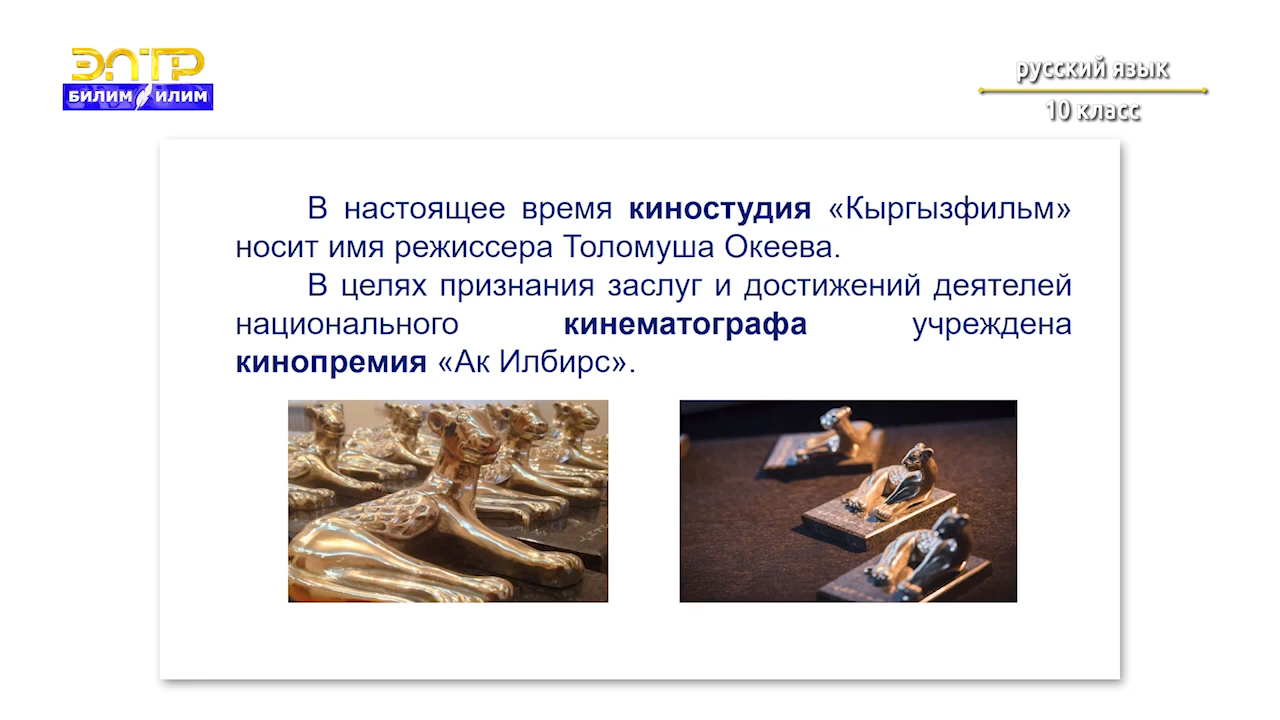 ЭЛТР
БИЛИМ ИЛИМ
русский язык
10 класс
В настоящее время киностудия «Кыргызфильм»
носит имя режиссера Толомуша Океева.
В целях признания заслуг и достижений деятелей
национального кинематографа учреждена
кинопремия «Ак Илбирс».